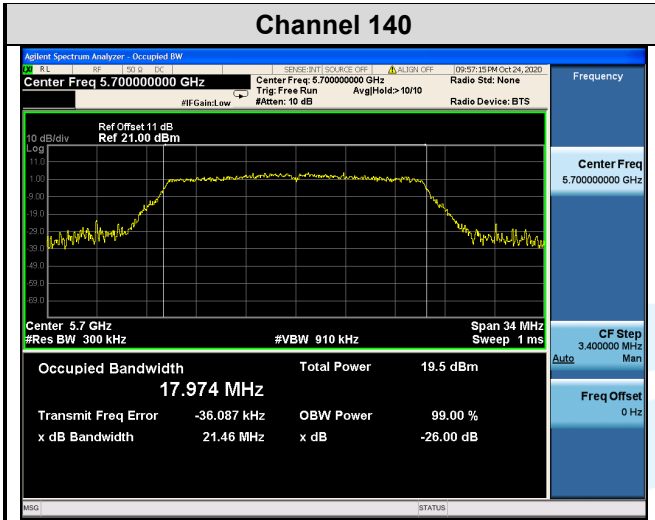 Channel 140
Agilent Spectrum Analyzer - Occupied BW
RL RF 50 Ω DC SENSE:INT SOURCE OFF ALIGN OFF 09:57:15 PM Oct 24, 2020
Center Freq 5.700000000 GHz Center Freq: 5.700000000 GHz Radio Std: None Frequency
Trig: Free Run Avg|Hold:>10/10
#IFGain:Low #Atten: 10 dB Radio Device: BTS
Ref Offset 11 dB
10 dB/div Ref 21.00 dBm
Log
11.0
1.00
-9.00
-19.0
-29.0
-39.0
-49.0
-59.0
-69.0
Center Freq
5.700000000 GHz
Center 5.7 GHz Span 34 MHz
#Res BW 300 kHz #VBW 910 kHz Sweep 1 ms
CF Step
3.400000 MHz
Auto Man
Occupied Bandwidth Total Power 19.5 dBm
17.974 MHz
Freq Offset
0 Hz
Transmit Freq Error -36.087 kHz OBW Power 99.00 %
x dB Bandwidth 21.46 MHz x dB -26.00 dB
MSG STATUS